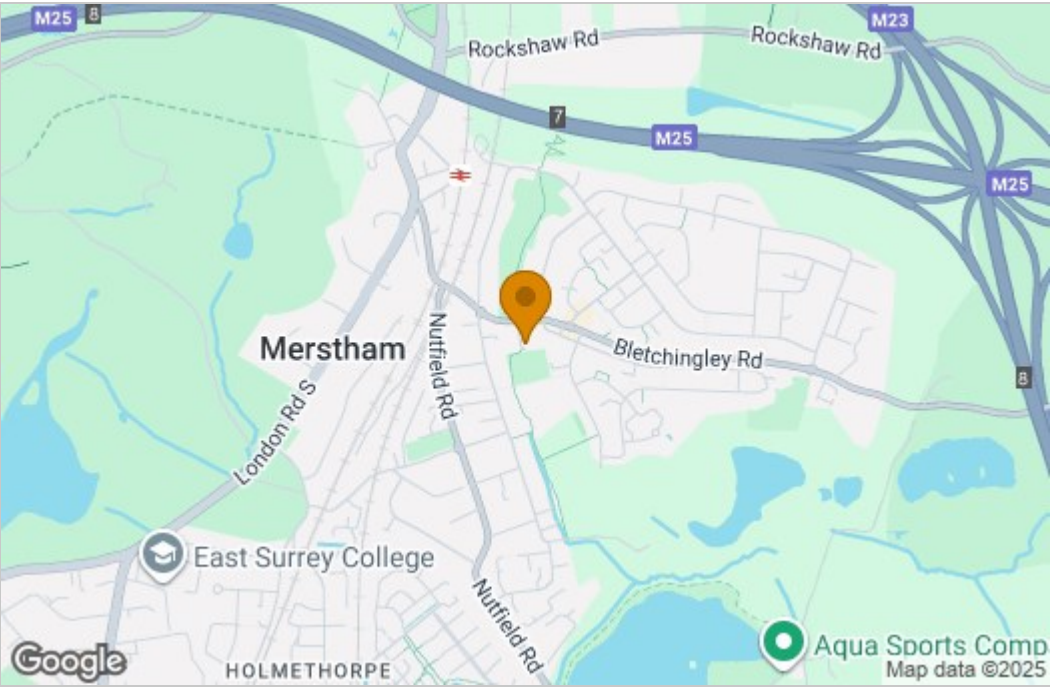 M25
8
M23
Rockshaw Rd
Rockshaw Rd
7
M25
M25
Nutfield Rd
Merstham
Bletchingley Rd
8
London Rd S
East Surrey College
Nutfield Rd
Aqua Sports Comp
Google
HOLMETHORPE
Map data ©2025